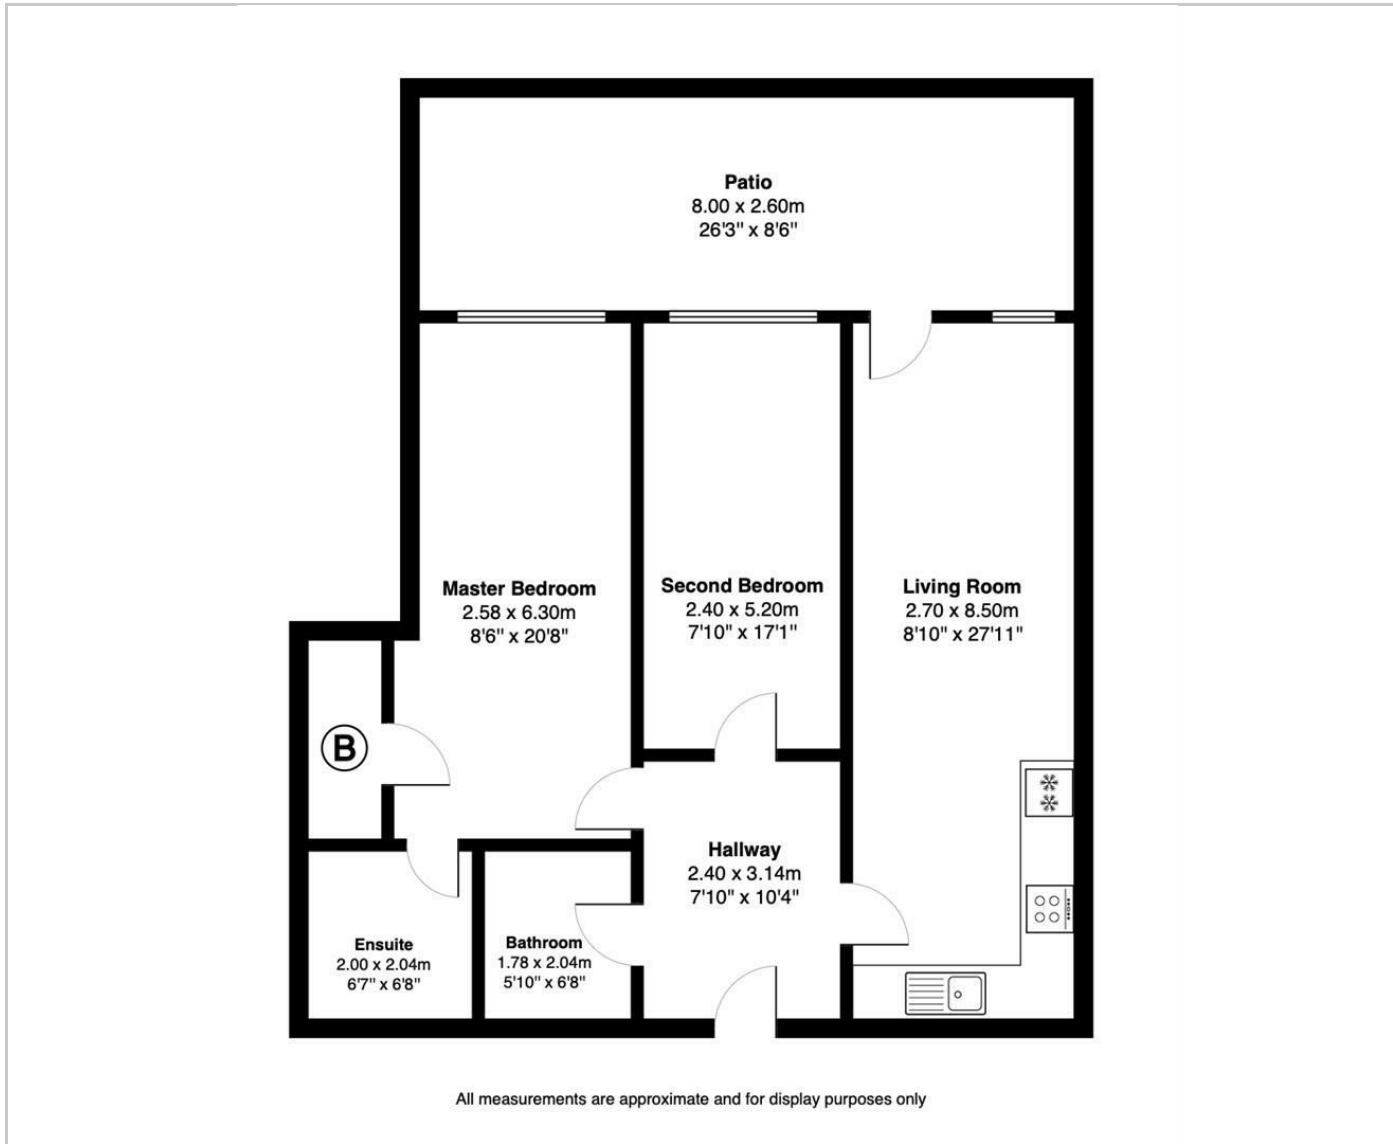 Patio
8.00 x 2.60m
26'3" x 8'6"
Master Bedroom
2.58 x 6.30m
8'6" x 20'8"
Second Bedroom
2.40 x 5.20m
7'10" x 17'1"
Living Room
2.70 x 8.50m
8'10" x 27'11"
B
Hallway
2.40 x 3.14m
7'10" x 10'4"
Ensuite
2.00 x 2.04m
6'7" x 6'8"
Bathroom
1.78 x 2.04m
5'10" x 6'8"
All measurements are approximate and for display purposes only